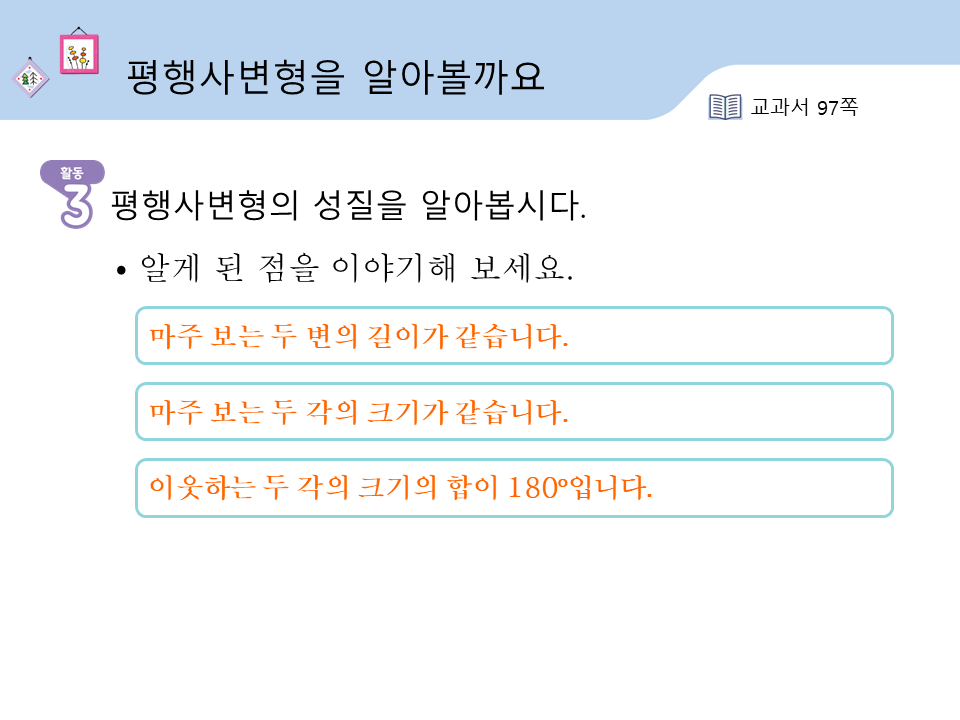 평행사변형을 알아볼까요
교과서 97쪽
활동
3
평행사변형의 성질을 알아봅시다.
• 알게 된 점을 이야기해 보세요.
마주 보는 두 변의 길이가 같습니다.
마주 보는 두 각의 크기가 같습니다.
이웃하는 두 각의 크기의 합이 180°입니다.